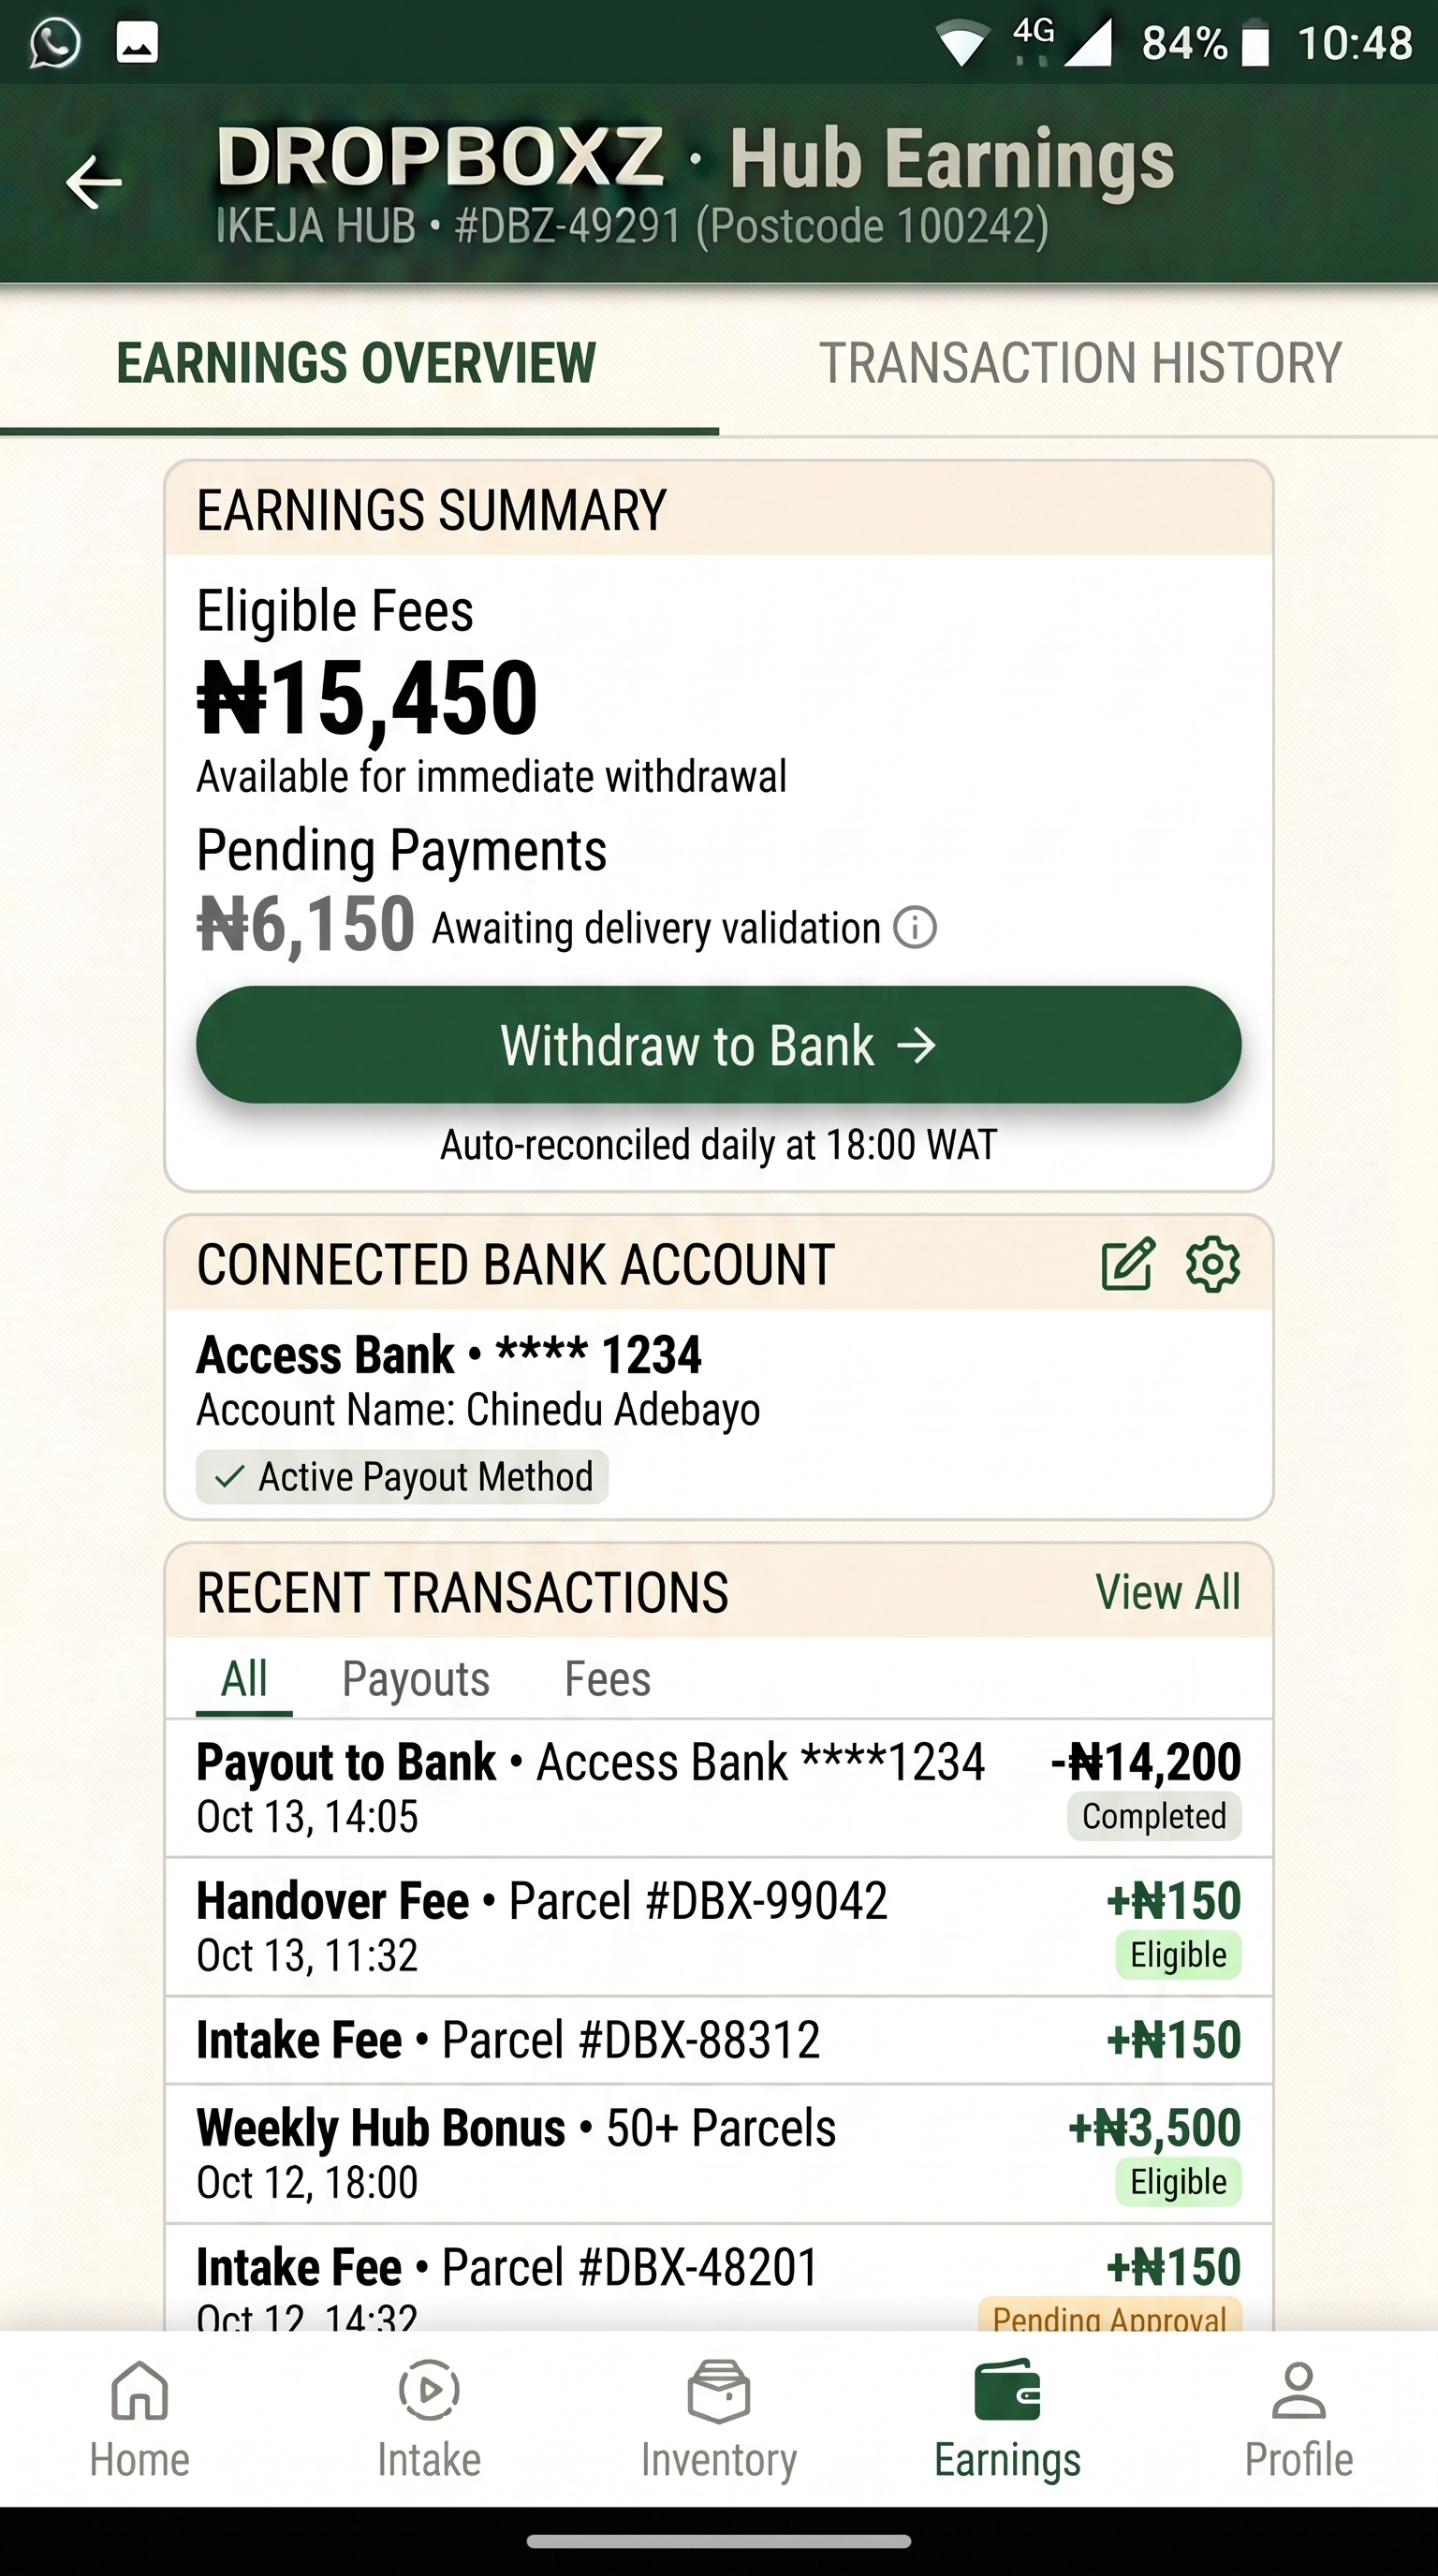 4G 84% 10:48
DROPBOXZ · Hub Earnings
IKEJA HUB • #DBZ-49291 (Postcode 100242)
EARNINGS OVERVIEW TRANSACTION HISTORY
EARNINGS SUMMARY
Eligible Fees
₦15,450
Available for immediate withdrawal
Pending Payments
₦6,150 Awaiting delivery validation
Withdraw to Bank →
Auto-reconciled daily at 18:00 WAT
CONNECTED BANK ACCOUNT
Access Bank • **** 1234
Account Name: Chinedu Adebayo
✓ Active Payout Method
RECENT TRANSACTIONS View All
All Payouts Fees
Payout to Bank • Access Bank ****1234 -₦14,200
Oct 13, 14:05 Completed
Handover Fee • Parcel #DBX-99042 +₦150
Oct 13, 11:32 Eligible
Intake Fee • Parcel #DBX-88312 +₦150
Weekly Hub Bonus • 50+ Parcels +₦3,500
Oct 12, 18:00 Eligible
Intake Fee • Parcel #DBX-48201 +₦150
Oct 12, 14:32 Pending Approval
Home Intake Inventory Earnings Profile